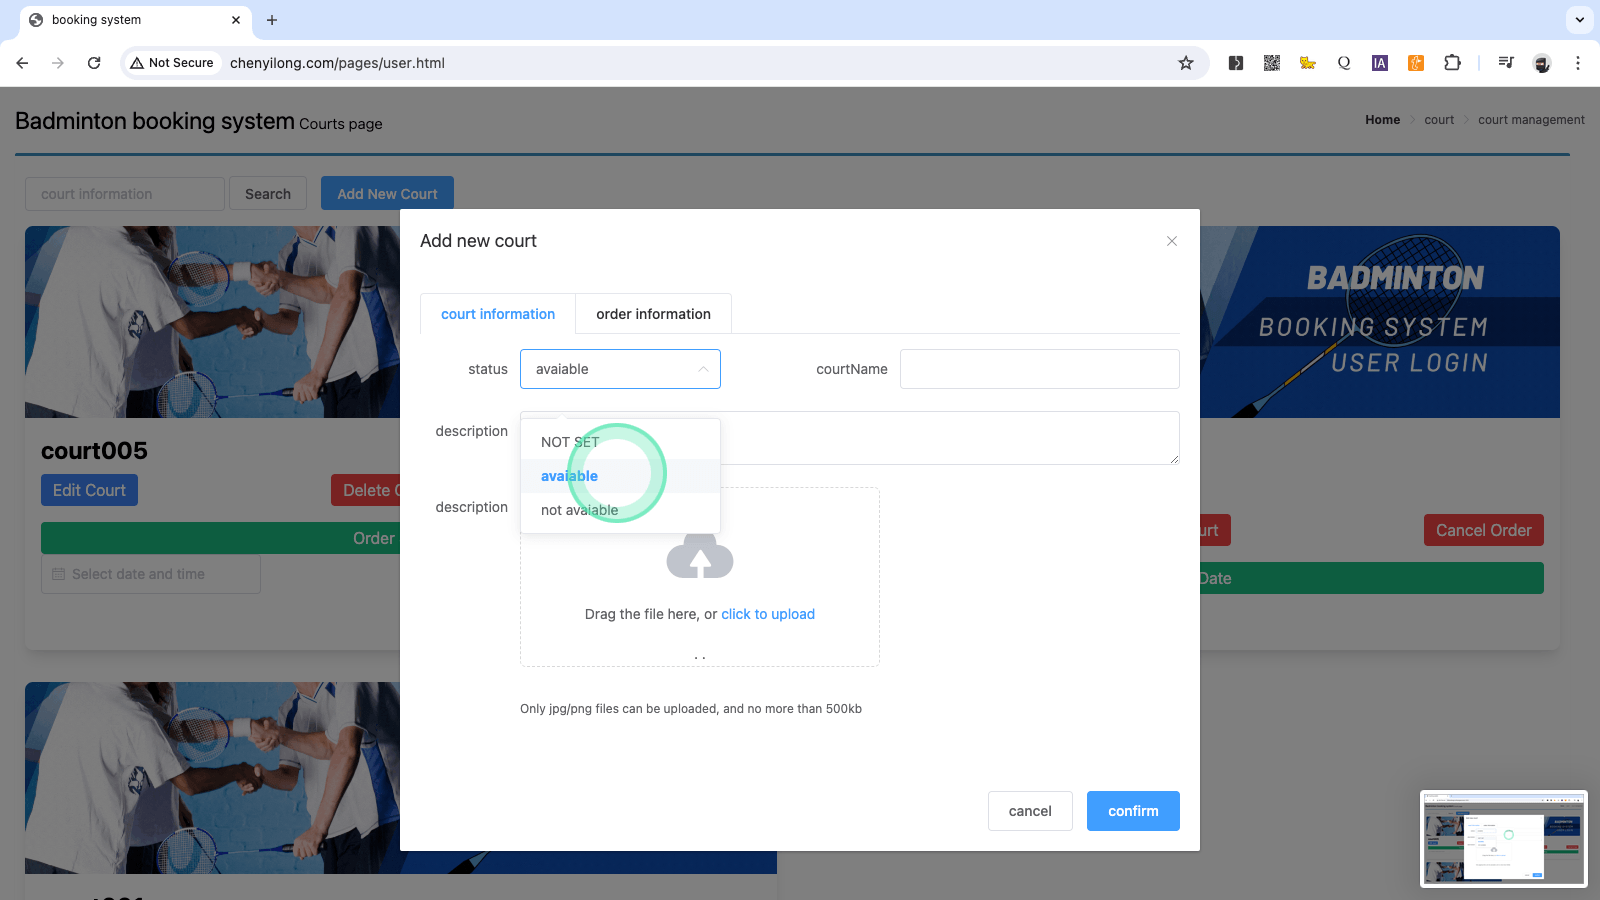 booking system
Not Secure
chenyilong.com/pages/user.html
Badminton booking system Courts page
Home
court
court management
court information
Search
Add New Court
Add new court
court information
order information
status
avaiable
courtName
description
NOT SET
avaiable
not avaiable
description
Drag the file here, or click to upload
Only jpg/png files can be uploaded, and no more than 500kb
cancel
confirm
court005
Edit Court
Delete C
Order
Select date and time
BADMINTON
BOOKING SYSTEM
USER LOGIN
urt
Cancel Order
Date